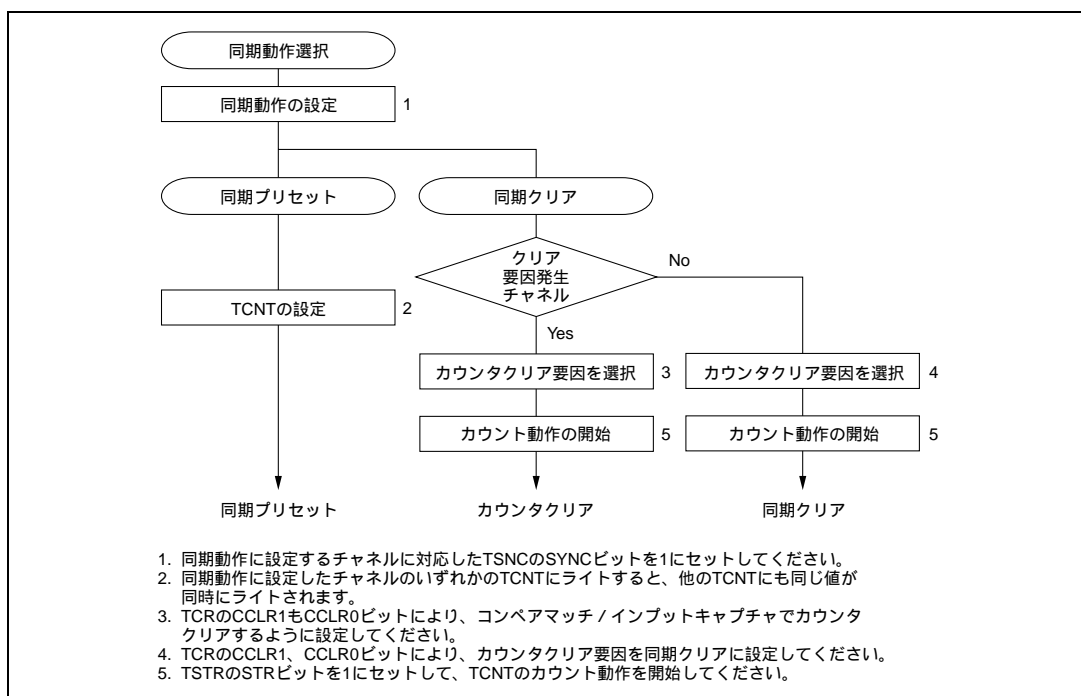 同期動作選択
同期動作の設定 1
同期プリセット 同期クリア
クリア
要因発生
チャネル
No
TCNTの設定 2
Yes
カウンタクリア要因を選択 3 カウンタクリア要因を選択 4
カウント動作の開始 5 カウント動作の開始 5
同期プリセット カウンタクリア 同期クリア
1. 同期動作に設定するチャネルに対応したTSNCのSYNCビットを1にセットしてください。
2. 同期動作に設定したチャネルのいずれかのTCNTにライトすると、他のTCNTにも同じ値が
同時にライトされます。
3. TCRのCCLR1もCCLR0ビットにより、コンペアマッチ / インプットキャプチャでカウンタ
クリアするように設定してください。
4. TCRのCCLR1、CCLR0ビットにより、カウンタクリア要因を同期クリアに設定してください。
5. TSTRのSTRビットを1にセットして、TCNTのカウント動作を開始してください。